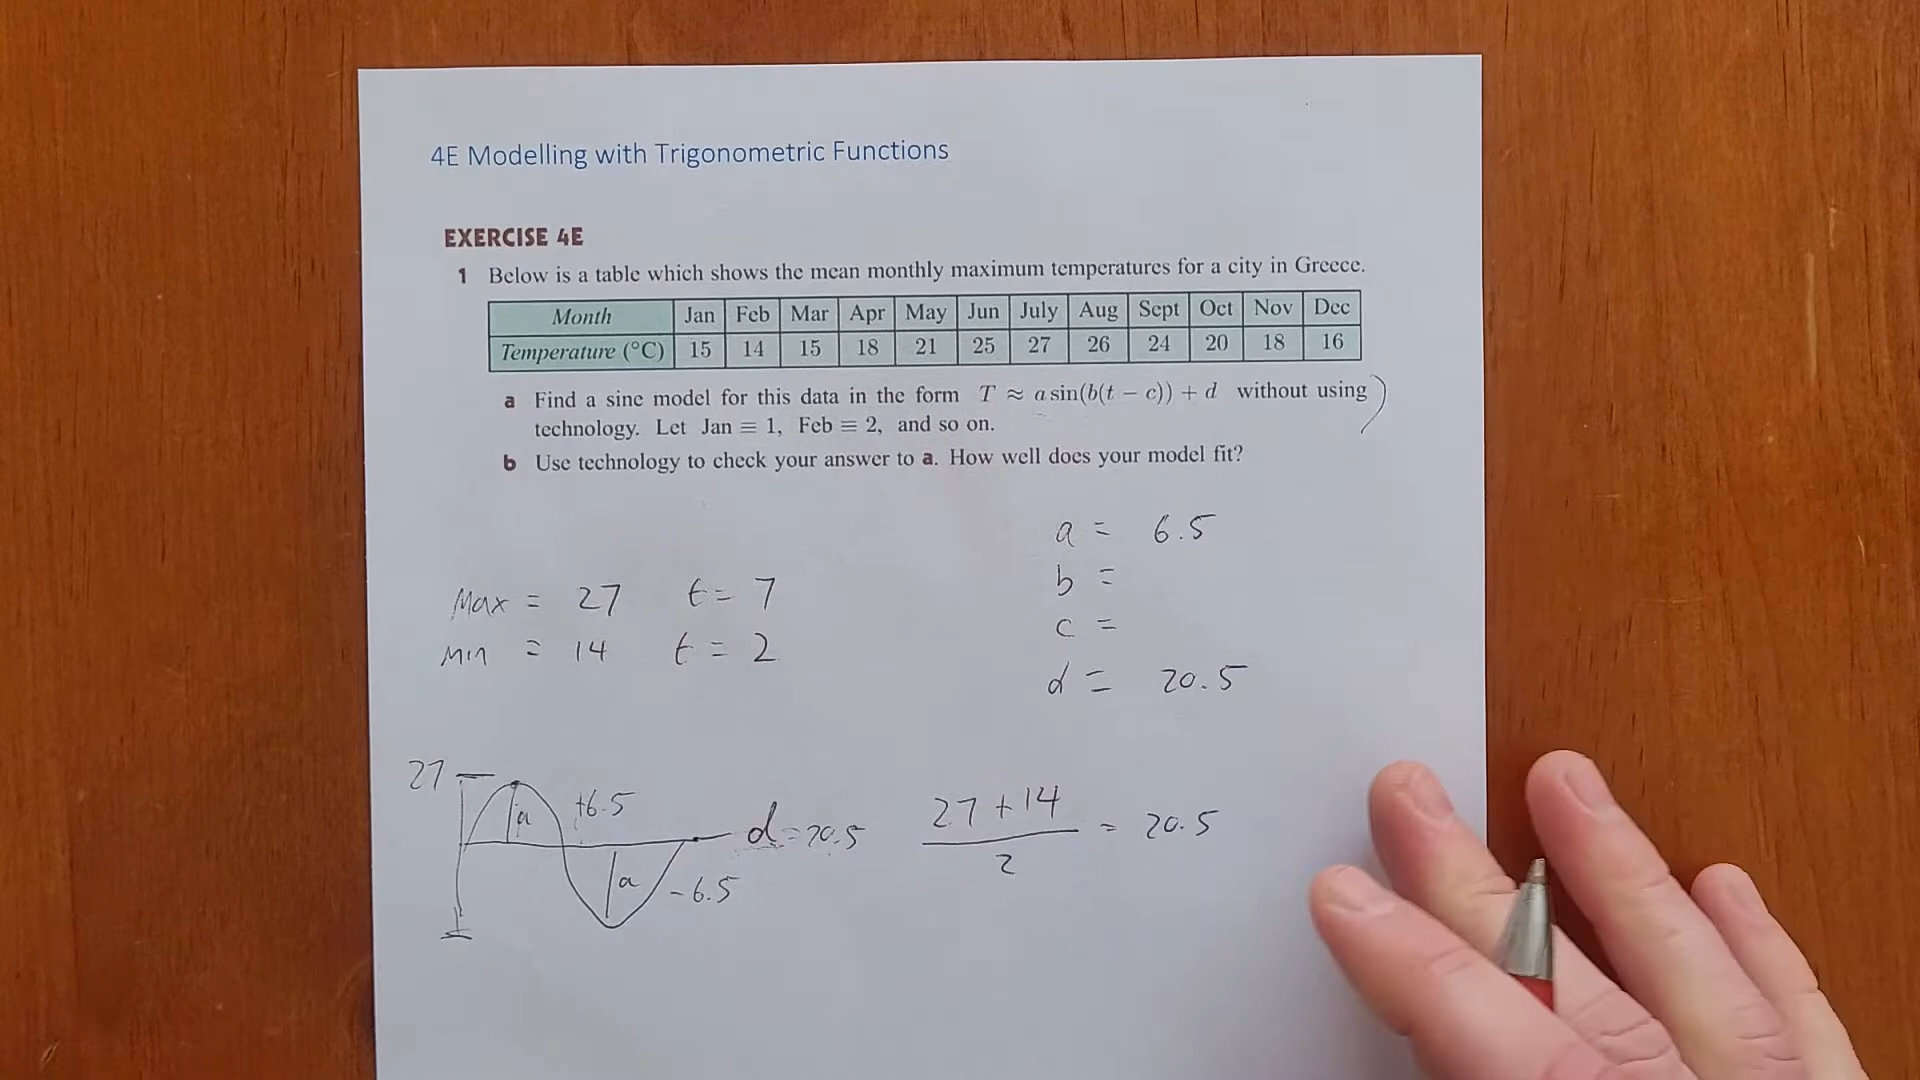 4E Modelling with Trigonometric Functions
EXERCISE 4E
1 Below is a table which shows the mean monthly maximum temperatures for a city in Greece.
Month Jan Feb Mar Apr May Jun July Aug Sept Oct Nov Dec
Temperature (°C) 15 14 15 18 21 25 27 26 24 20 18 16
a Find a sine model for this data in the form T ≈ a sin(b(t − c)) + d without using
technology. Let Jan ≡ 1, Feb ≡ 2, and so on.
b Use technology to check your answer to a. How well does your model fit?
a = 6.5
b =
c =
d = 20.5
Max = 27 t = 7
Min = 14 t = 2
27
a
+6.5
d = 20.5
a
-6.5
27 + 14
2
= 20.5